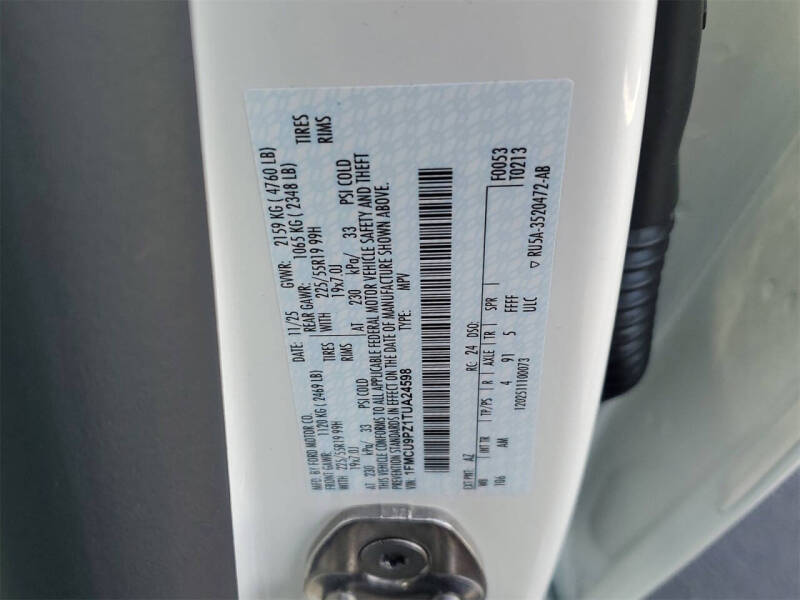 MFD. BY FORD MOTOR CO.
DATE: 11/25 GVWR: 2159 KG ( 4760 LB)
FRONT GAWR: 1120 KG ( 2469 LB) REAR GAWR: 1065 KG ( 2348 LB)
225/55R19 99H TIRES WITH 225/55R19 99H TIRES
19x7.0J RIMS 19x7.0J RIMS
AT 230 kPa/ 33 PSI COLD AT 230 kPa/ 33 PSI COLD
THIS VEHICLE CONFORMS TO ALL APPLICABLE FEDERAL MOTOR VEHICLE SAFETY AND THEFT
PREVENTION STANDARDS IN EFFECT ON THE DATE OF MANUFACTURE SHOWN ABOVE.
VIN: 1FMCU9PZ1TUA24598 TYPE: MPV
F0053
T0213
EXT PNT: AZ RC: 24 DSO:
WB INT TR TP/PS R AXLE TR SPR
106 AM 4 91 5 FFFF
1202511100073 ULC
▽ RU5A-3520472-AB